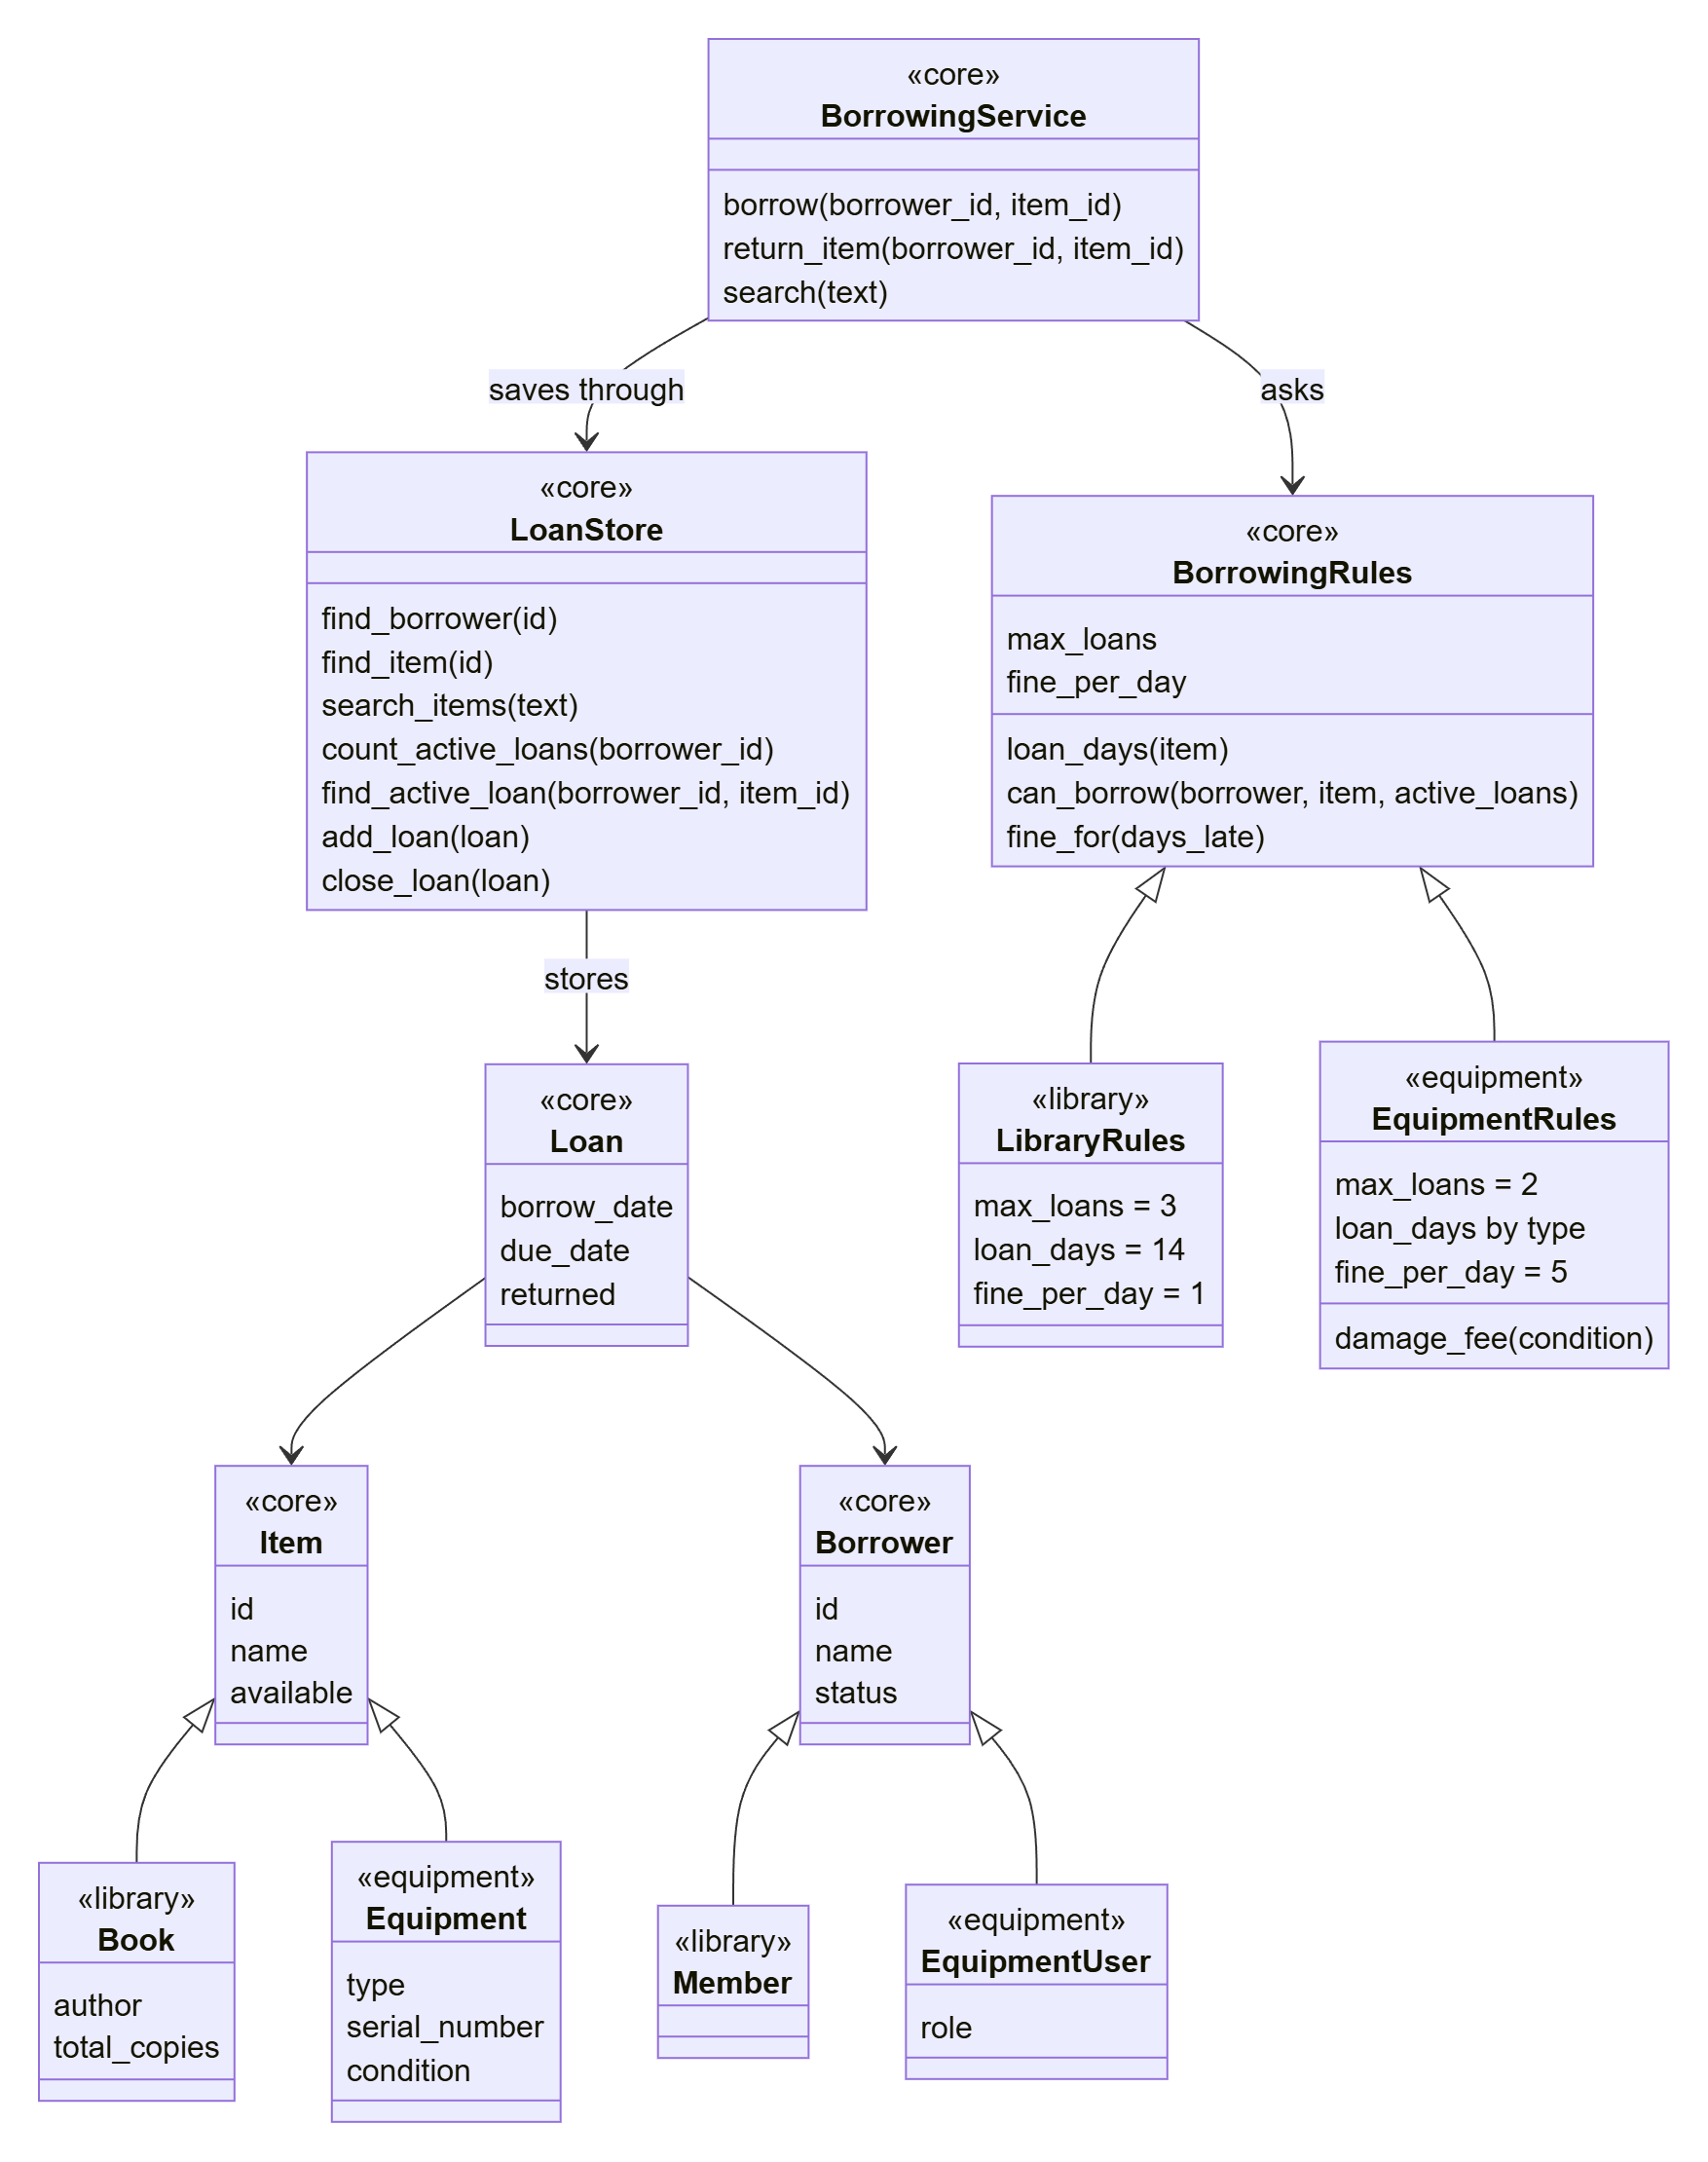 «core»
BorrowingService
borrow(borrower_id, item_id)
return_item(borrower_id, item_id)
search(text)
saves through
asks
«core»
LoanStore
find_borrower(id)
find_item(id)
search_items(text)
count_active_loans(borrower_id)
find_active_loan(borrower_id, item_id)
add_loan(loan)
close_loan(loan)
«core»
BorrowingRules
max_loans
fine_per_day
loan_days(item)
can_borrow(borrower, item, active_loans)
fine_for(days_late)
stores
«core»
Loan
borrow_date
due_date
returned
«library»
LibraryRules
max_loans = 3
loan_days = 14
fine_per_day = 1
«equipment»
EquipmentRules
max_loans = 2
loan_days by type
fine_per_day = 5
damage_fee(condition)
«core»
Item
id
name
available
«core»
Borrower
id
name
status
«library»
Book
author
total_copies
«equipment»
Equipment
type
serial_number
condition
«library»
Member
«equipment»
EquipmentUser
role